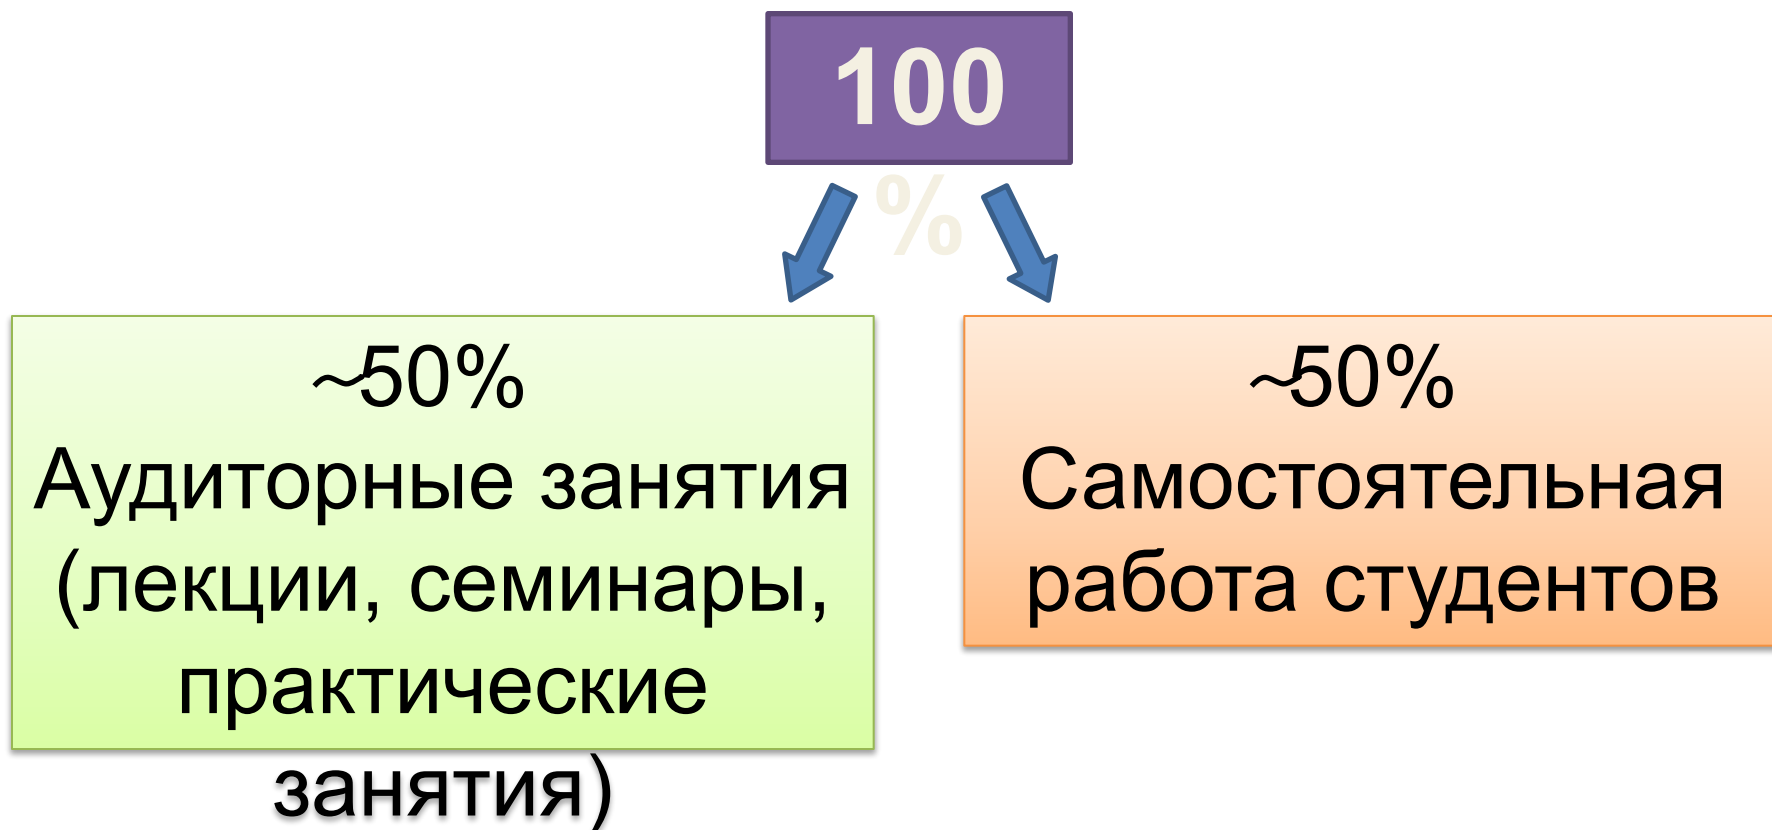 100
%
~50%
Аудиторные занятия
(лекции, семинары,
практические
занятия)
~50%
Самостоятельная
работа студентов